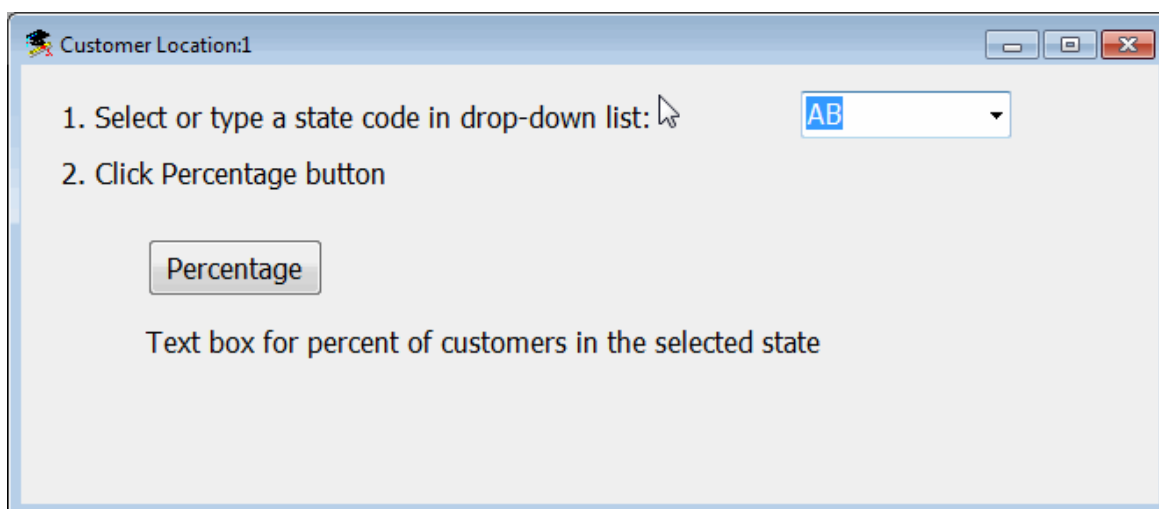 Customer Location:1
1. Select or type a state code in drop-down list:
AB
2. Click Percentage button
Percentage
Text box for percent of customers in the selected state